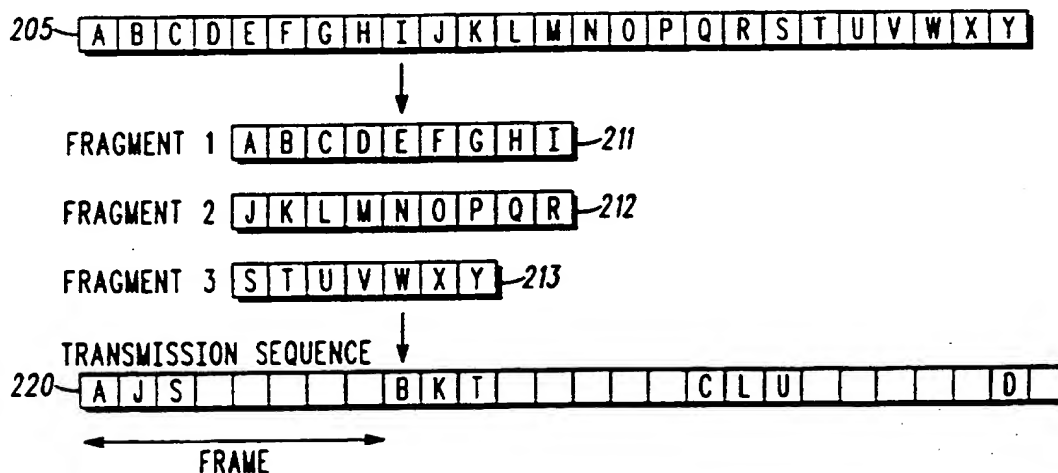 205 A B C D E F G H I J K L M N O P Q R S T U V W X Y
FRAGMENT 1 A B C D E F G H I 211
FRAGMENT 2 J K L M N O P Q R 212
FRAGMENT 3 S T U V W X Y 213
TRANSMISSION SEQUENCE
220 A J S B K T C L U D
FRAME